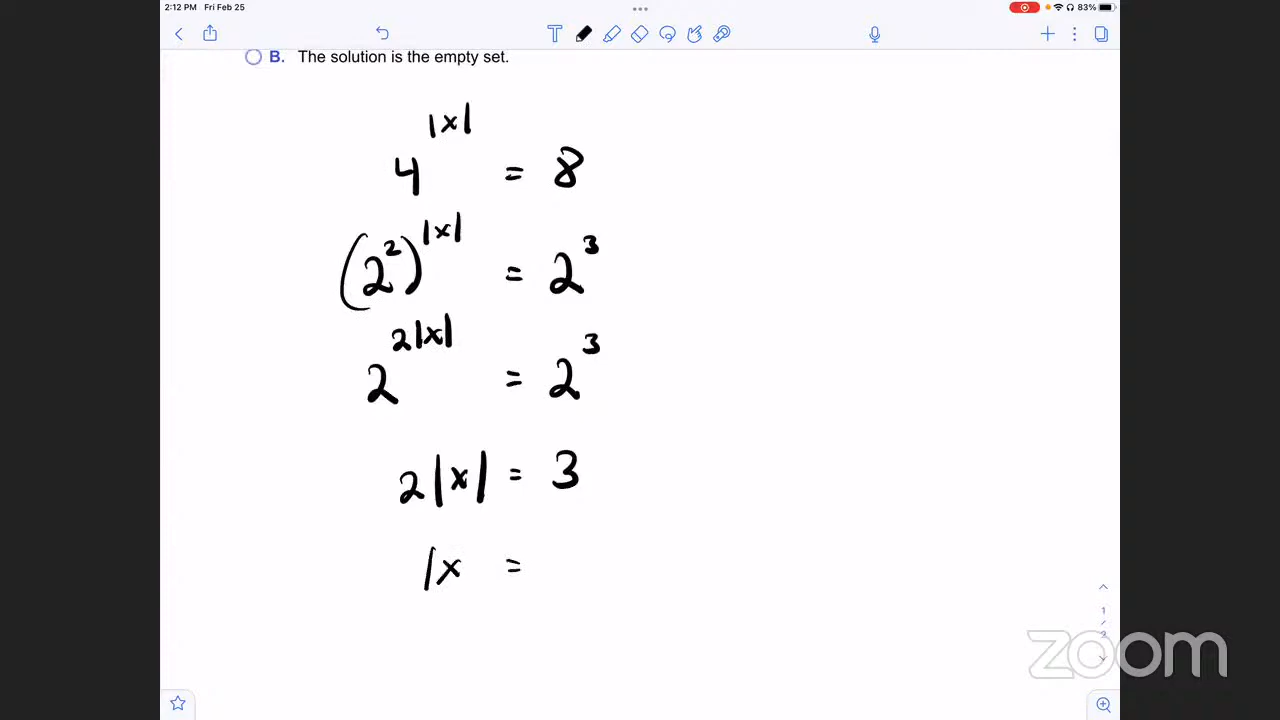 2:12 PM Fri Feb 25 83%
B. The solution is the empty set.
4^|x| = 8
(2^2)^|x| = 2^3
2^2|x| = 2^3
2|x| = 3
|x =
1
/
zoom